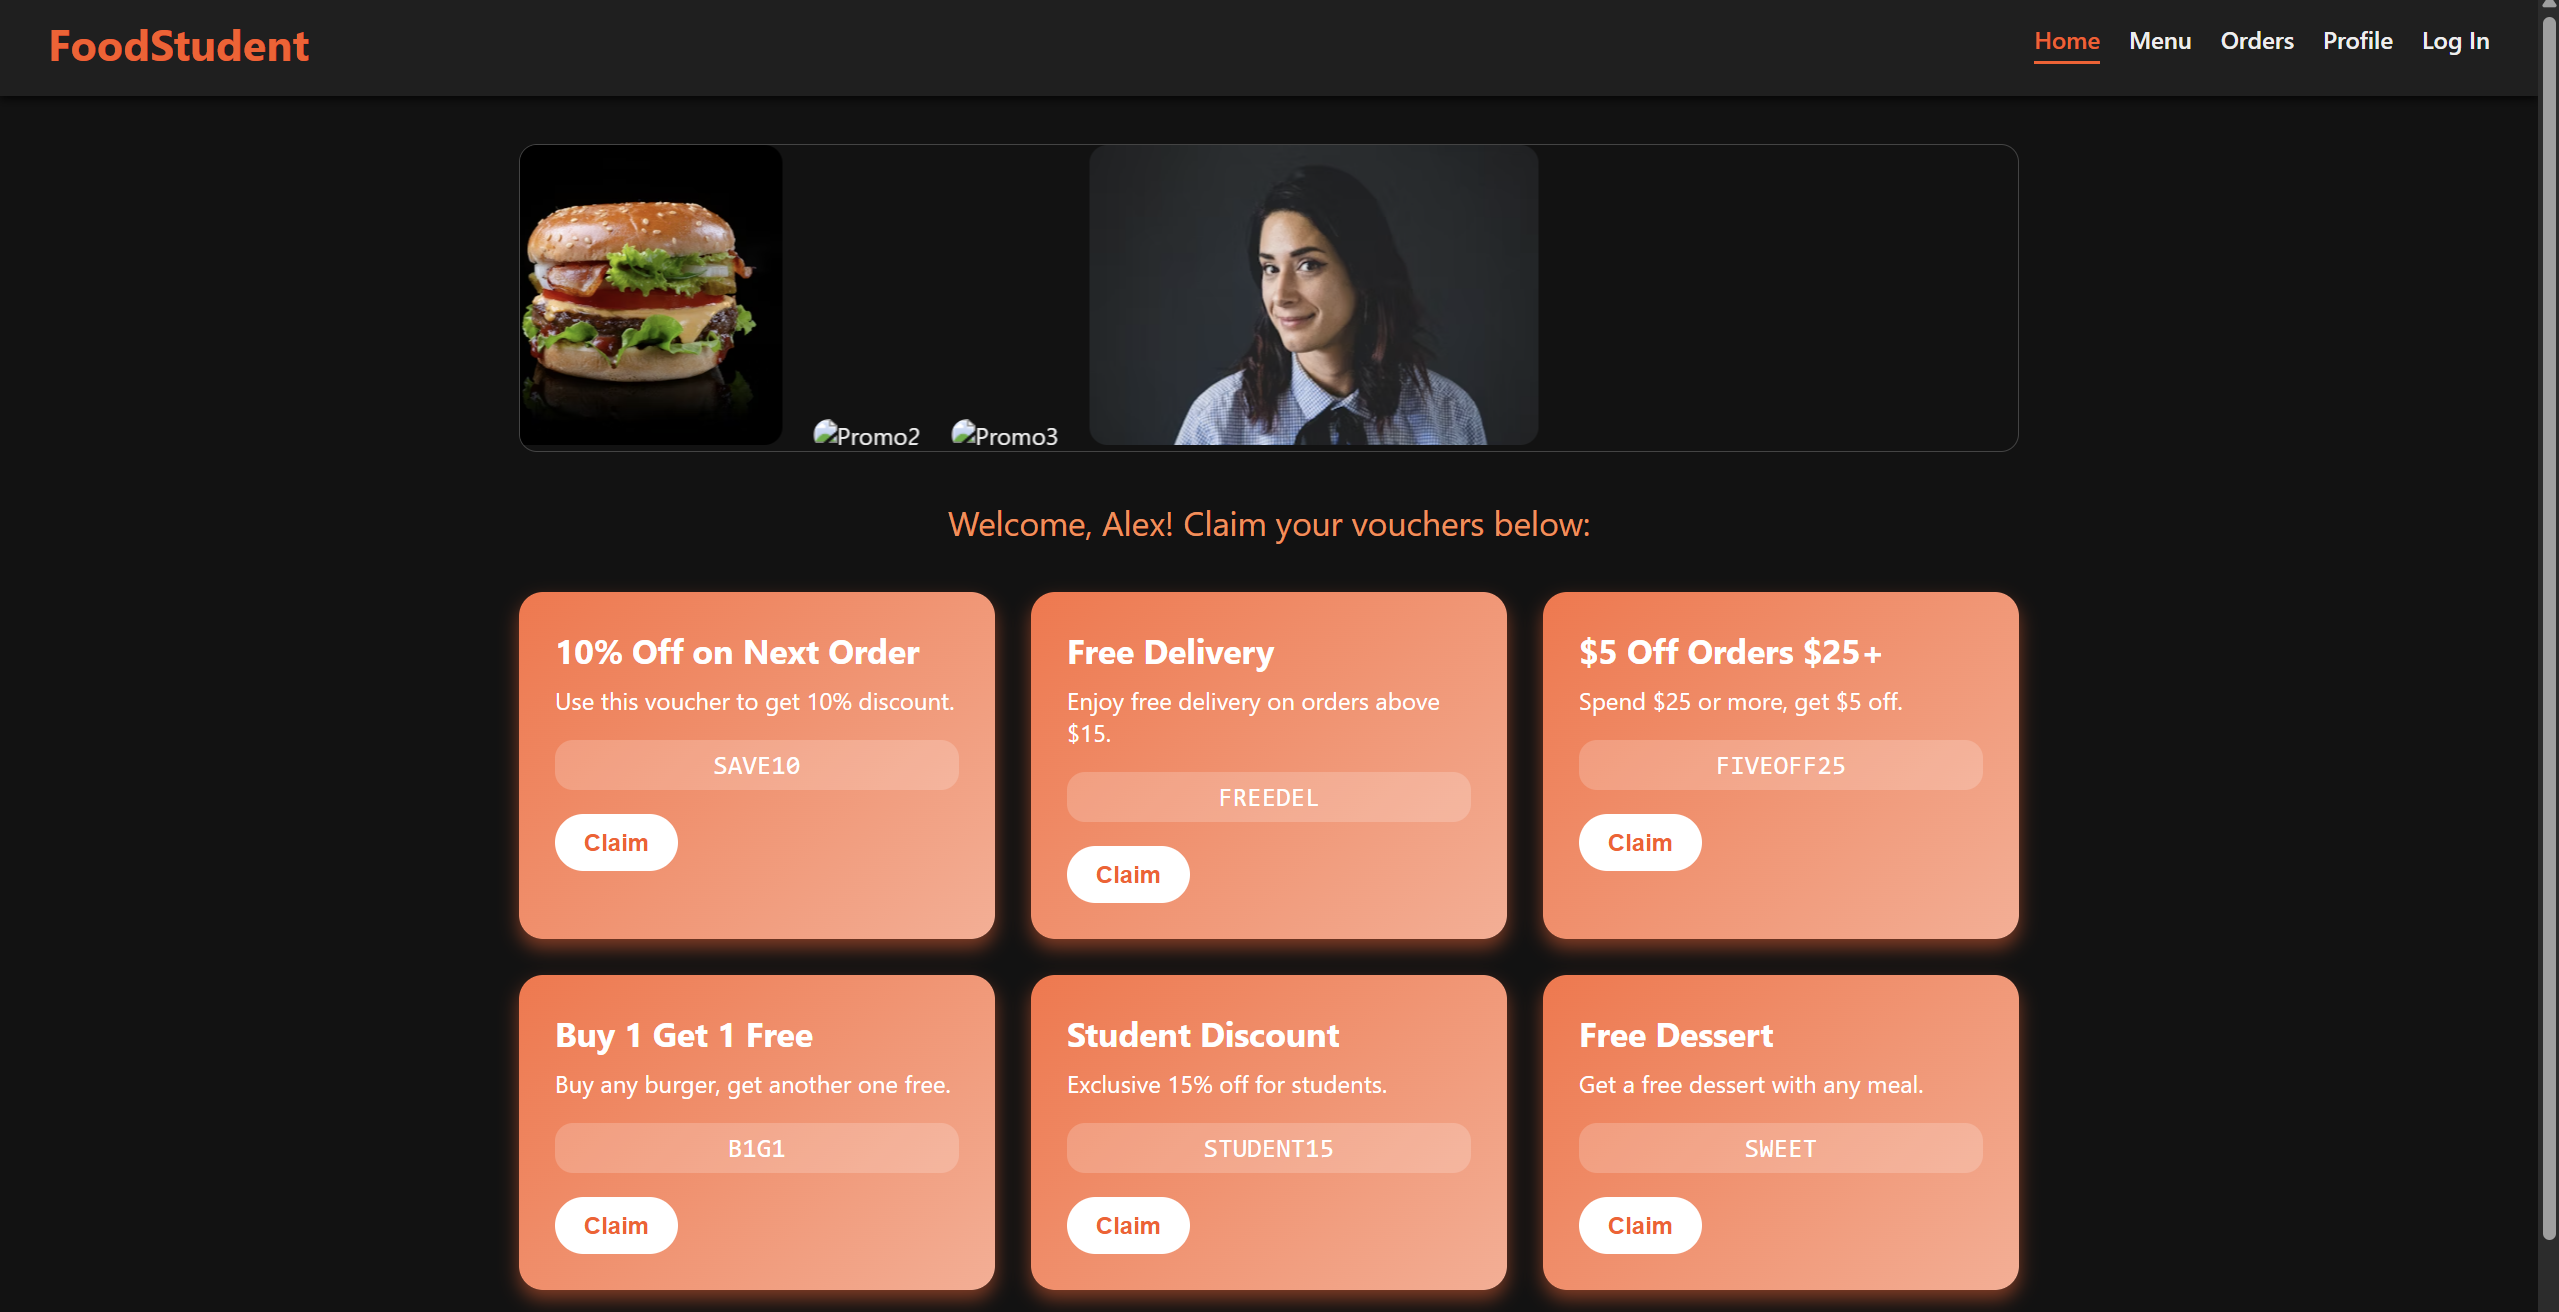 FoodStudent
Home Menu Orders Profile Log In
Promo2 Promo3
Welcome, Alex! Claim your vouchers below:
10% Off on Next Order
Use this voucher to get 10% discount.
SAVE10
Claim
Free Delivery
Enjoy free delivery on orders above
$15.
FREEDEL
Claim
$5 Off Orders $25+
Spend $25 or more, get $5 off.
FIVEOFF25
Claim
Buy 1 Get 1 Free
Buy any burger, get another one free.
B1G1
Claim
Student Discount
Exclusive 15% off for students.
STUDENT15
Claim
Free Dessert
Get a free dessert with any meal.
SWEET
Claim